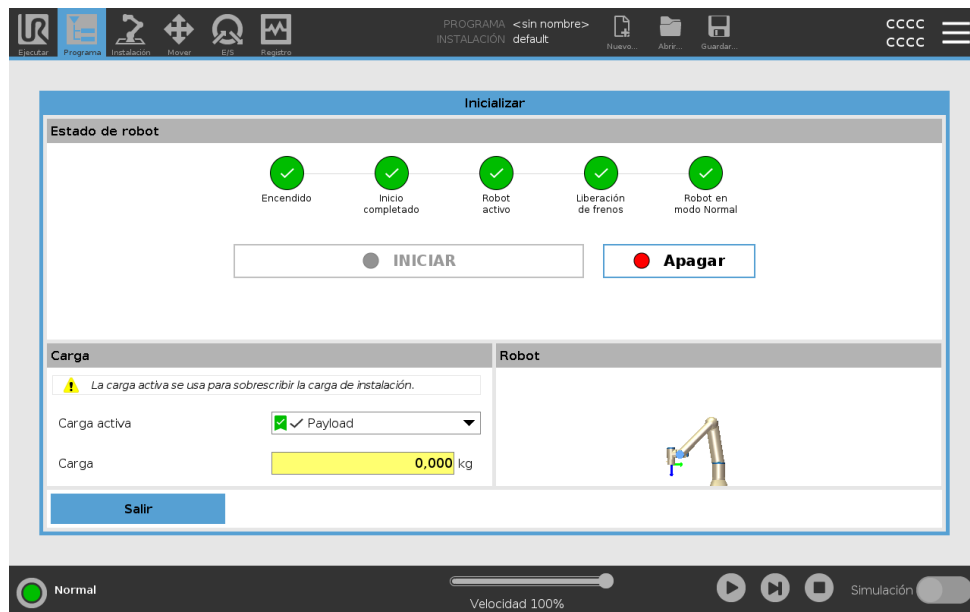 UR
PROGRAMA <sin nombre>
INSTALACIÓN default
CCCC
CCCC
Ejecutar Programa Instalación Mover E/S Registro Nuevo... Abrir... Guardar...
Inicializar
Estado de robot
Encendido
Inicio
completado
Robot
activo
Liberación
de frenos
Robot en
modo Normal
INICIAR
Apagar
Carga
Robot
La carga activa se usa para sobrescribir la carga de instalación.
Carga activa
Payload
Carga
0,000 kg
Salir
Normal
Velocidad 100%
Simulación